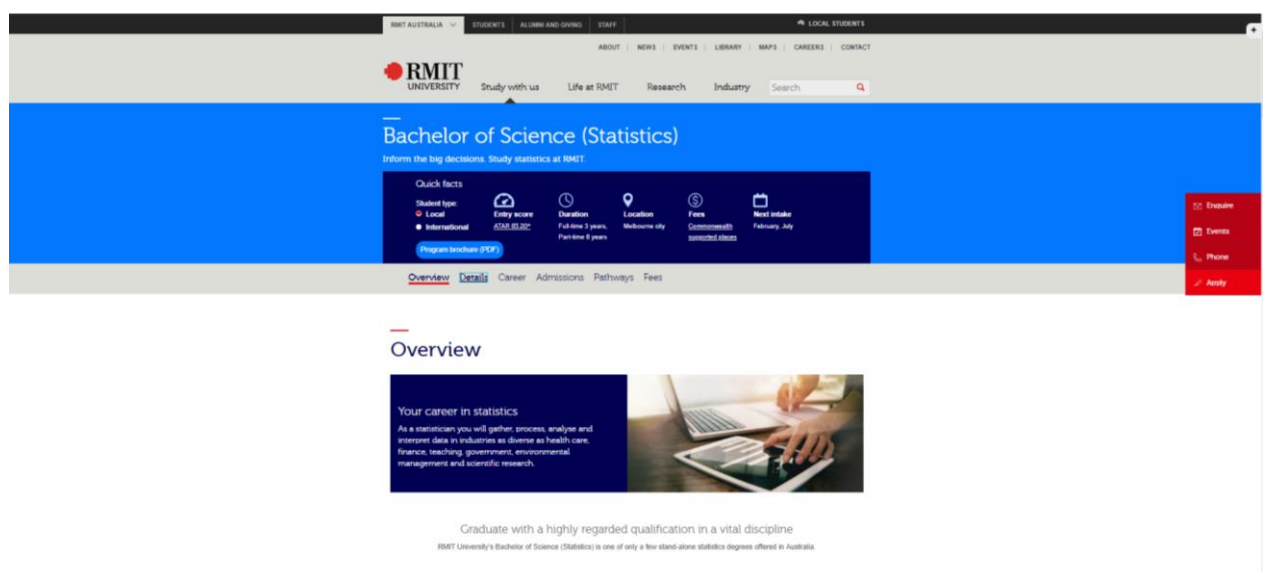 RMIT AUSTRALIA STUDENTS ALUMNI AND GIVING STAFF LOCAL STUDENTS
ABOUT | NEWS | EVENTS | LIBRARY | MAPS | CAREERS | CONTACT
RMIT
UNIVERSITY
Study with us Life at RMIT Research Industry Search
Bachelor of Science (Statistics)
Inform the big decisions. Study statistics at RMIT.
Quick facts
Student type:
Local
International
Program brochure (PDF)
Entry score
ATAR 83.20*
Duration
Full-time 3 years,
Part-time 6 years
Location
Melbourne city
Fees
Commonwealth
supported places
Next intake
February, July
Enquire
Events
Phone
Apply
Overview Details Career Admissions Pathways Fees
Overview
Your career in statistics
As a statistician you will gather, process, analyse and
interpret data in industries as diverse as health care,
finance, teaching, government, environmental
management and scientific research.
Graduate with a highly regarded qualification in a vital discipline
RMIT University's Bachelor of Science (Statistics) is one of only a few stand-alone statistics degrees offered in Australia.